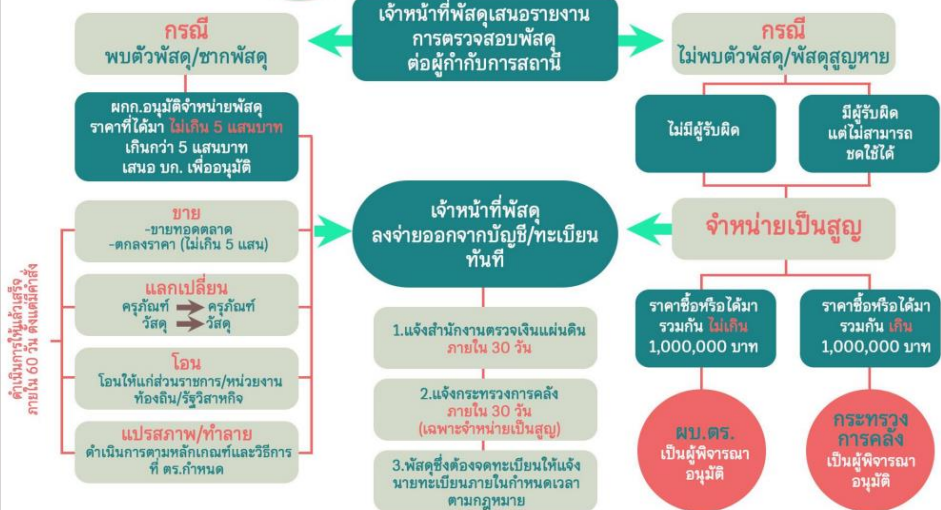 เจ้าหน้าที่พัสดุเสนอรายงาน
การตรวจสอบพัสดุ
ต่อผู้กำกับการสถานี
กรณี
พบตัวพัสดุ/ซากพัสดุ
ผกก.อนุมัติจำหน่ายพัสดุ
ราคาที่ได้มา ไม่เกิน 5 แสนบาท
เกินกว่า 5 แสนบาท
เสนอ บก. เพื่ออนุมัติ
ดำเนินการให้แล้วเสร็จ
ภายใน 60 วัน ตั้งแต่มีคำสั่ง
ขาย
-ขายทอดตลาด
-ตกลงราคา (ไม่เกิน 5 แสน)
แลกเปลี่ยน
ครุภัณฑ์ ครุภัณฑ์
วัสดุ วัสดุ
โอน
โอนให้แก่ส่วนราชการ/หน่วยงาน
ท้องถิ่น/รัฐวิสาหกิจ
แปรสภาพ/ทำลาย
ดำเนินการตามหลักเกณฑ์และวิธีการ
ที่ ตร.กำหนด
เจ้าหน้าที่พัสดุ
ลงจ่ายออกจากบัญชี/ทะเบียน
ทันที
1.แจ้งสำนักงานตรวจเงินแผ่นดิน
ภายใน 30 วัน
2.แจ้งกระทรวงการคลัง
ภายใน 30 วัน
(เฉพาะจำหน่ายเป็นสูญ)
3.พัสดุซึ่งต้องจดทะเบียนให้แจ้ง
นายทะเบียนภายในกำหนดเวลา
ตามกฎหมาย
กรณี
ไม่พบตัวพัสดุ/พัสดุสูญหาย
ไม่มีผู้รับผิด
มีผู้รับผิด
แต่ไม่สามารถ
ชดใช้ได้
จำหน่ายเป็นสูญ
ราคาซื้อหรือได้มา
รวมกัน ไม่เกิน
1,000,000 บาท
ราคาซื้อหรือได้มา
รวมกัน เกิน
1,000,000 บาท
ผบ.ตร.
เป็นผู้พิจารณา
อนุมัติ
กระทรวง
การคลัง
เป็นผู้พิจารณา
อนุมัติ